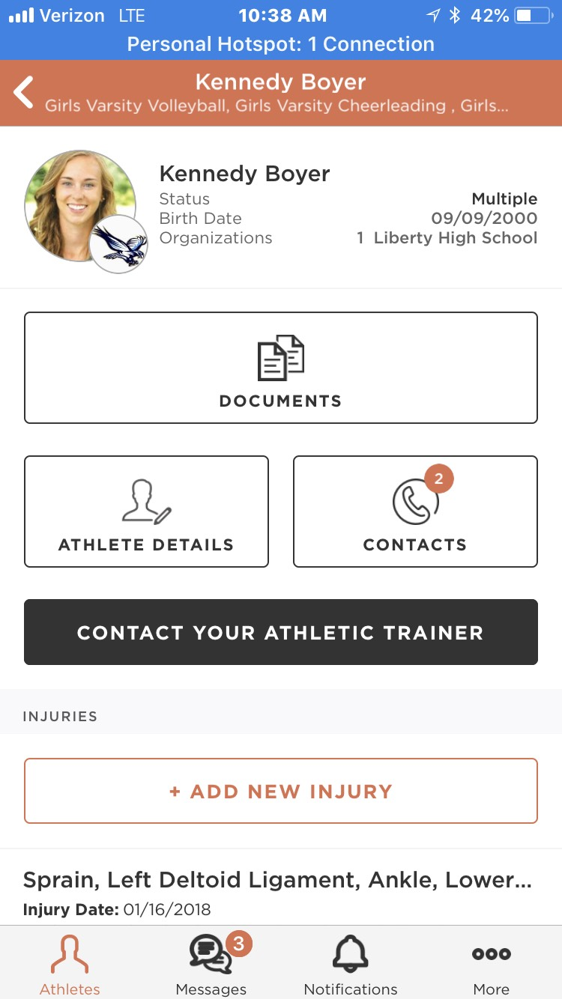 Verizon LTE 10:38 AM 42%
Personal Hotspot: 1 Connection
Kennedy Boyer
Girls Varsity Volleyball, Girls Varsity Cheerleading , Girls...
Kennedy Boyer
Status Multiple
Birth Date 09/09/2000
Organizations 1 Liberty High School
DOCUMENTS
2
ATHLETE DETAILS CONTACTS
CONTACT YOUR ATHLETIC TRAINER
INJURIES
+ ADD NEW INJURY
Sprain, Left Deltoid Ligament, Ankle, Lower...
Injury Date: 01/16/2018
3
Athletes Messages Notifications More